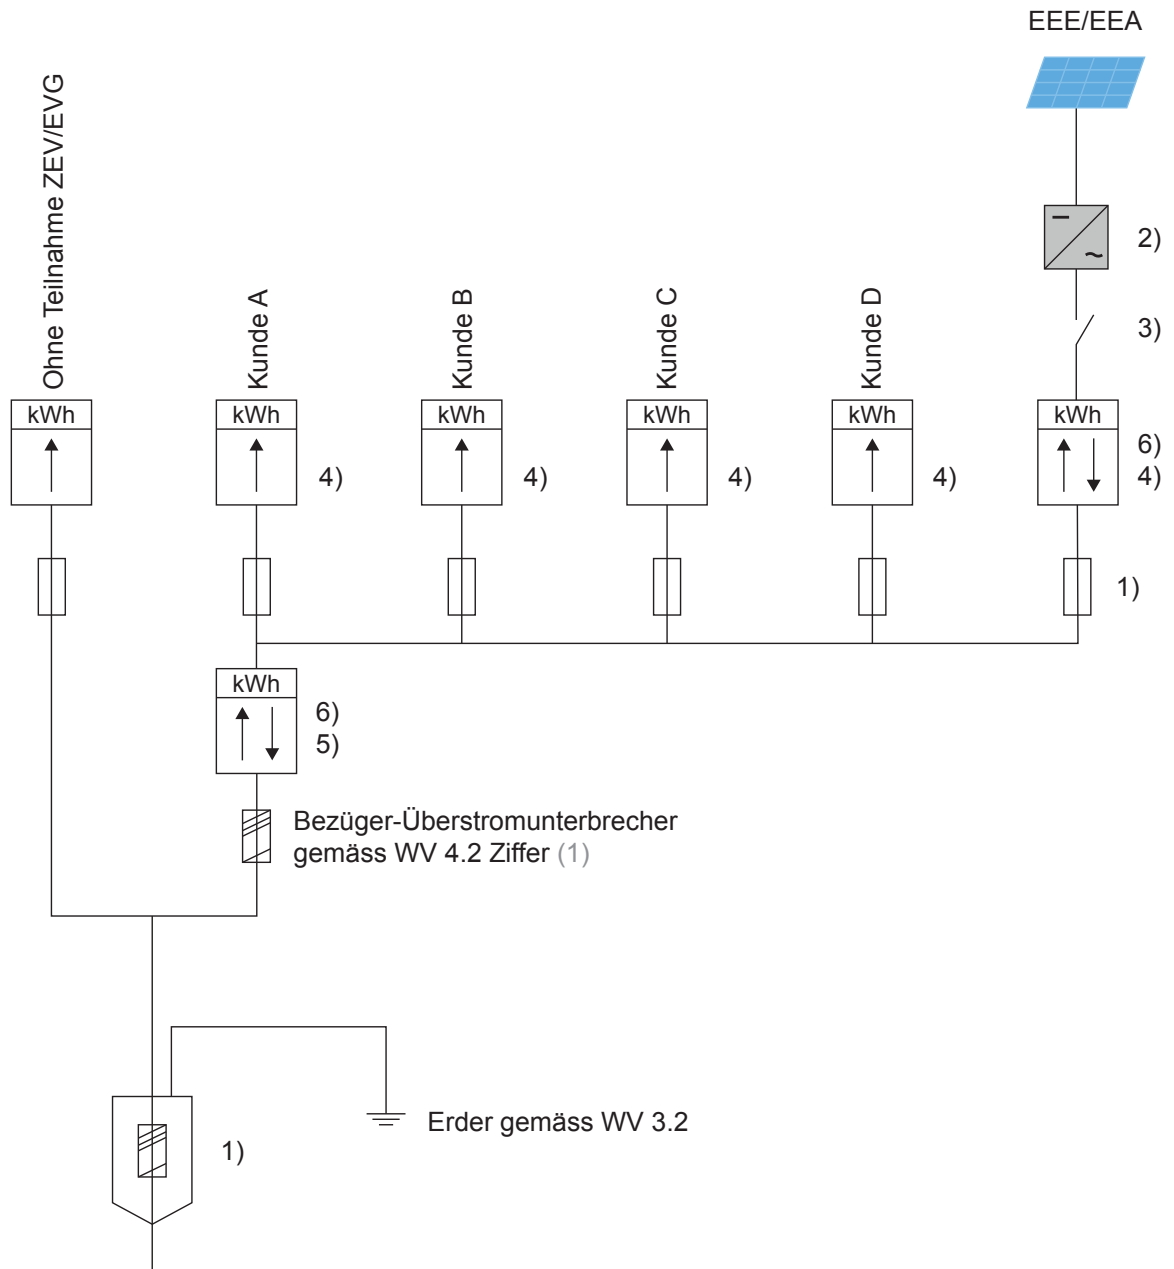 EEE/EEA
2)
3)
Ohne Teilnahme ZEV/EVG
Kunde A
Kunde B
Kunde C
Kunde D
kWh
kWh
4)
kWh
4)
kWh
4)
kWh
4)
kWh
6)
4)
1)
kWh
6)
5)
Bezüger-Überstromunterbrecher
gemäss WV 4.2 Ziffer (1)
Erder gemäss WV 3.2
1)